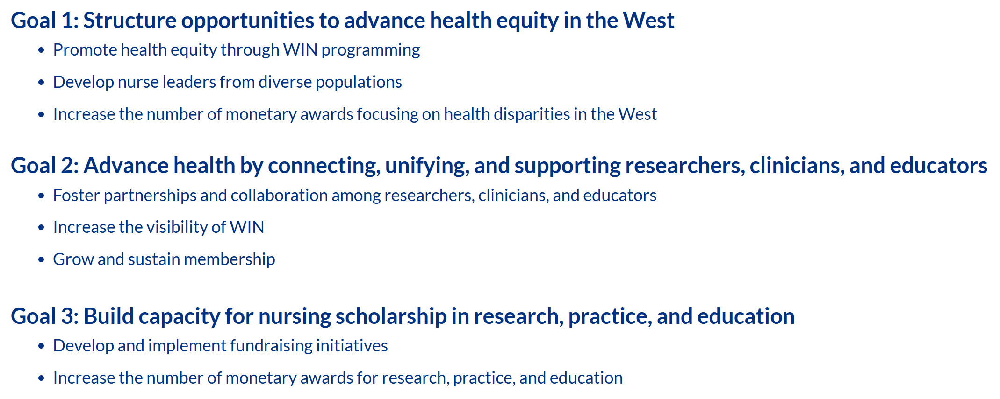 Goal 1: Structure opportunities to advance health equity in the West
• Promote health equity through WIN programming
• Develop nurse leaders from diverse populations
• Increase the number of monetary awards focusing on health disparities in the West
Goal 2: Advance health by connecting, unifying, and supporting researchers, clinicians, and educators
• Foster partnerships and collaboration among researchers, clinicians, and educators
• Increase the visibility of WIN
• Grow and sustain membership
Goal 3: Build capacity for nursing scholarship in research, practice, and education
• Develop and implement fundraising initiatives
• Increase the number of monetary awards for research, practice, and education